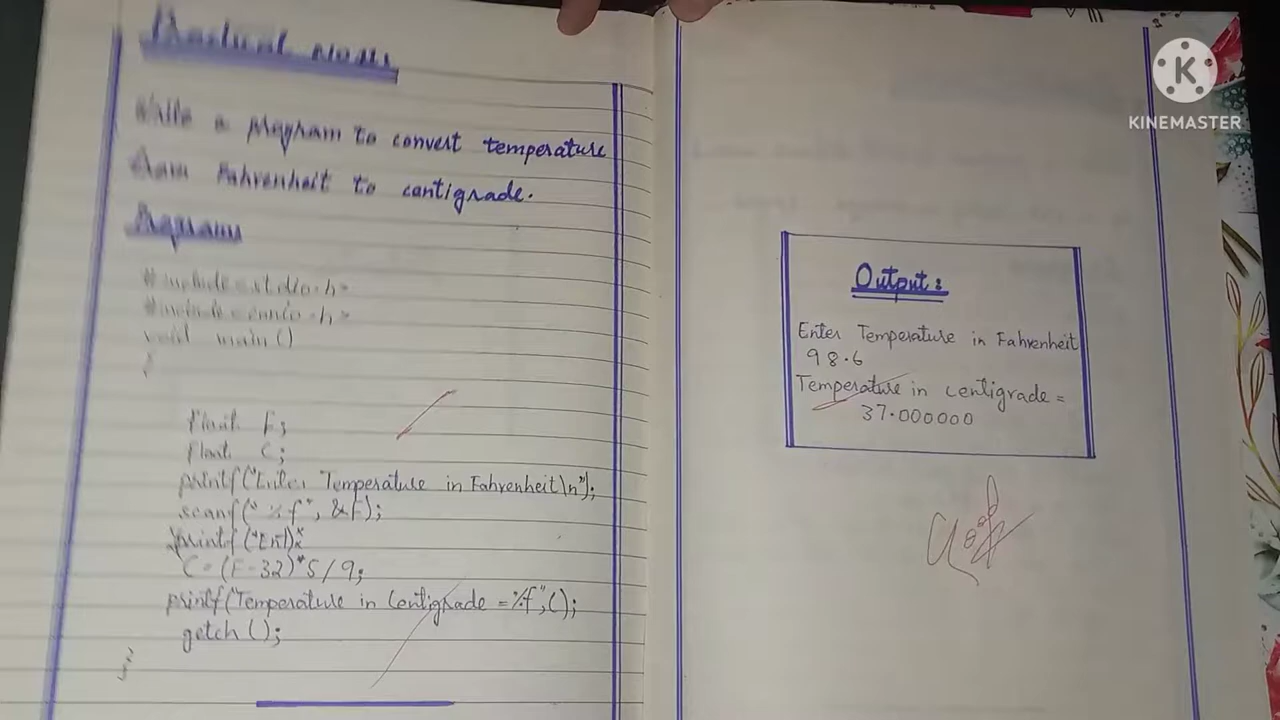 Practical
Write a program to convert temperature
from Fahrenheit to centigrade.
Program
#include<stdio.h>
#include<conio.h>
void main()
{
float F;
float C;
printf("Enter Temperature in Fahrenheit\n");
scanf("%f", &F);
C=(F-32)*5/9;
printf("Temperature in Centigrade =%f",C);
getch();
}
Output:
Enter Temperature in Fahrenheit
98.6
Temperature in centigrade =
37.000000
K
KINEMASTER